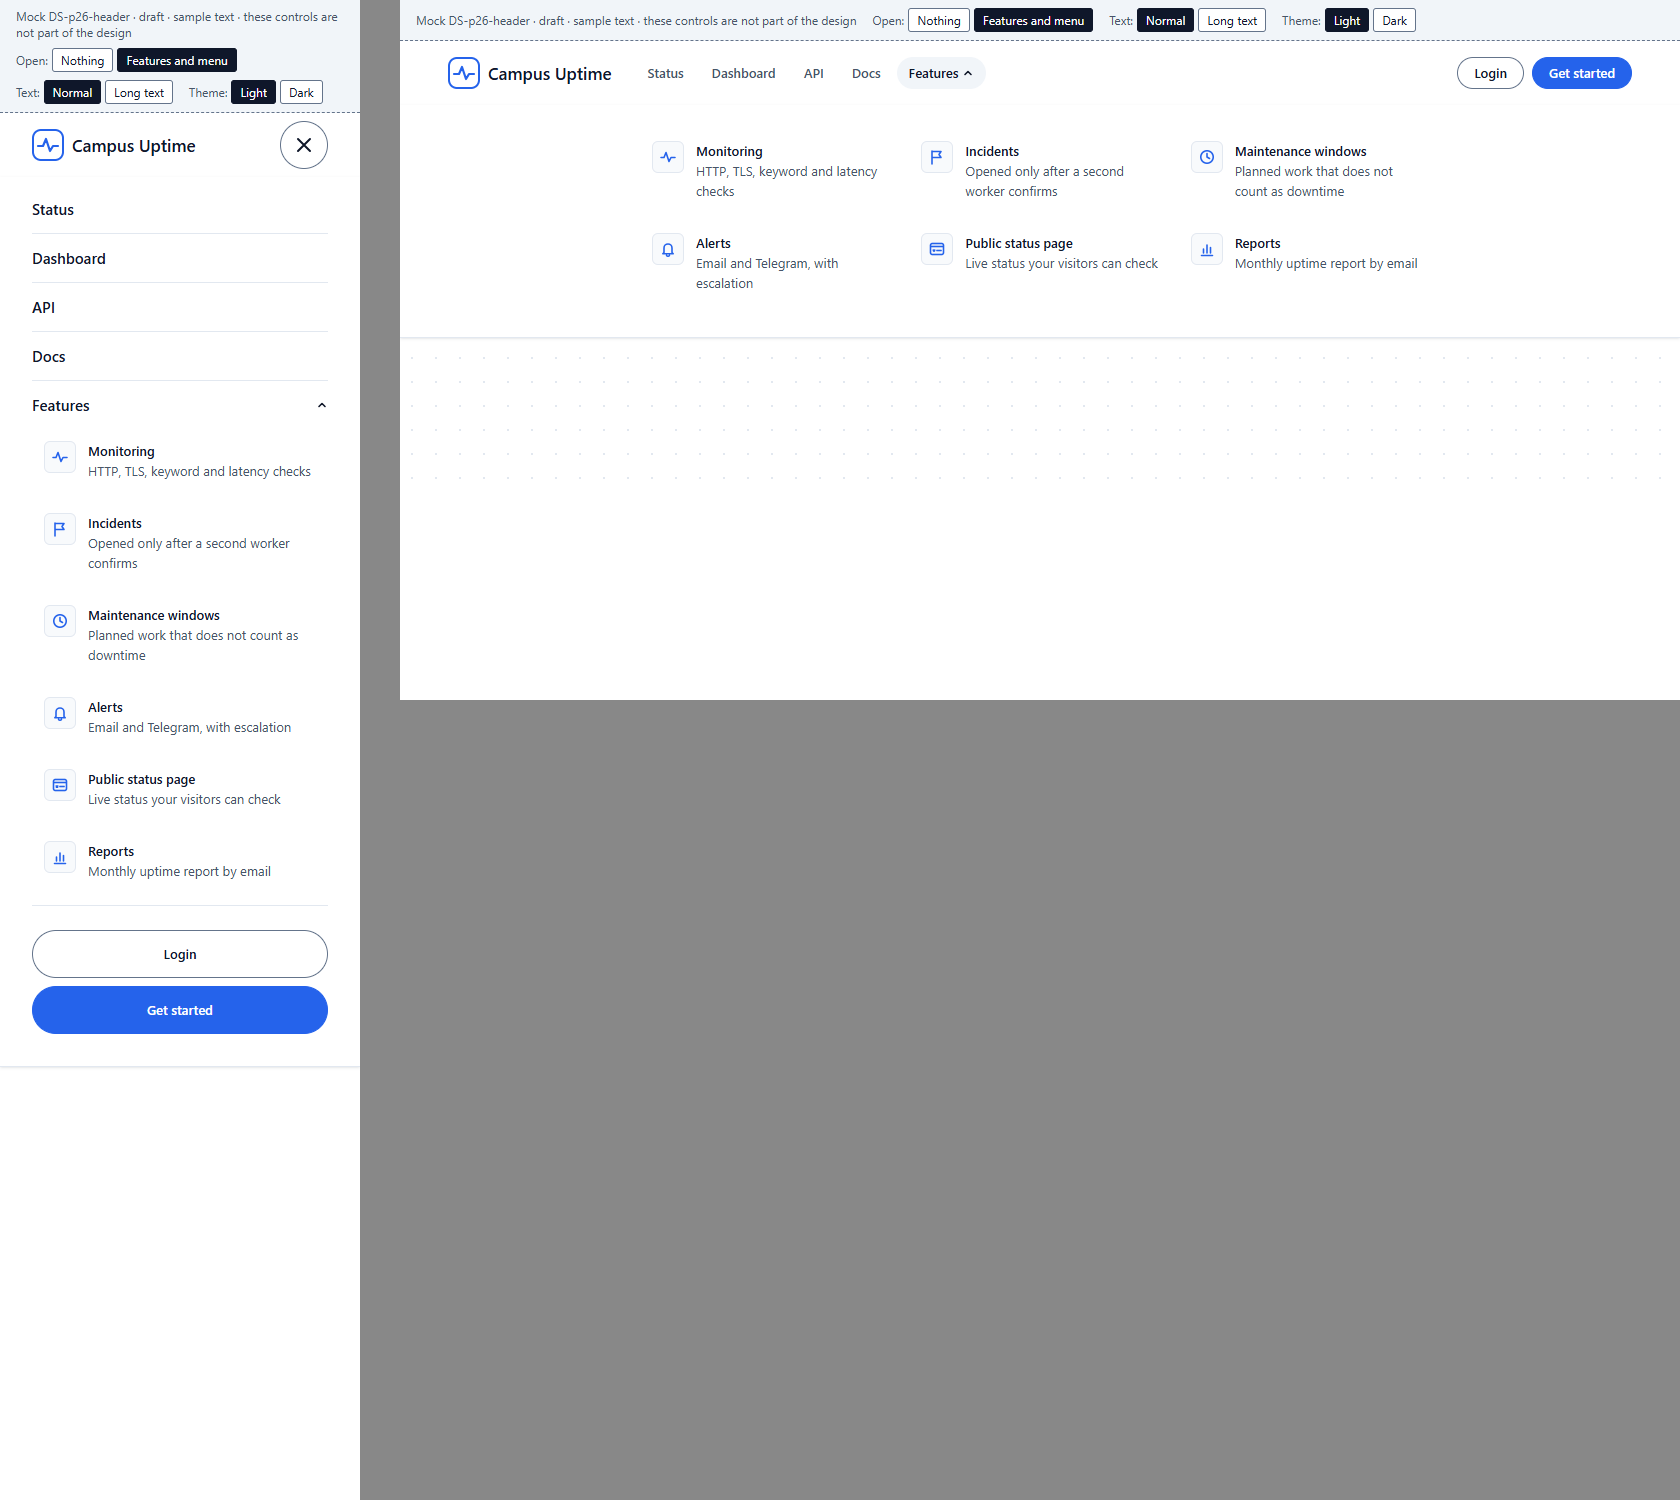 Mock DS-p26-header · draft · sample text · these controls are
not part of the design
Open: Nothing Features and menu
Text: Normal Long text Theme: Light Dark
Campus Uptime
Status
Dashboard
API
Docs
Features
Monitoring
HTTP, TLS, keyword and latency checks
Incidents
Opened only after a second worker
confirms
Maintenance windows
Planned work that does not count as
downtime
Alerts
Email and Telegram, with escalation
Public status page
Live status your visitors can check
Reports
Monthly uptime report by email
Login
Get started
Mock DS-p26-header · draft · sample text · these controls are not part of the design Open: Nothing Features and menu Text: Normal Long text Theme: Light Dark
Campus Uptime Status Dashboard API Docs Features Login Get started
Monitoring
HTTP, TLS, keyword and latency
checks
Incidents
Opened only after a second
worker confirms
Maintenance windows
Planned work that does not
count as downtime
Alerts
Email and Telegram, with
escalation
Public status page
Live status your visitors can check
Reports
Monthly uptime report by email